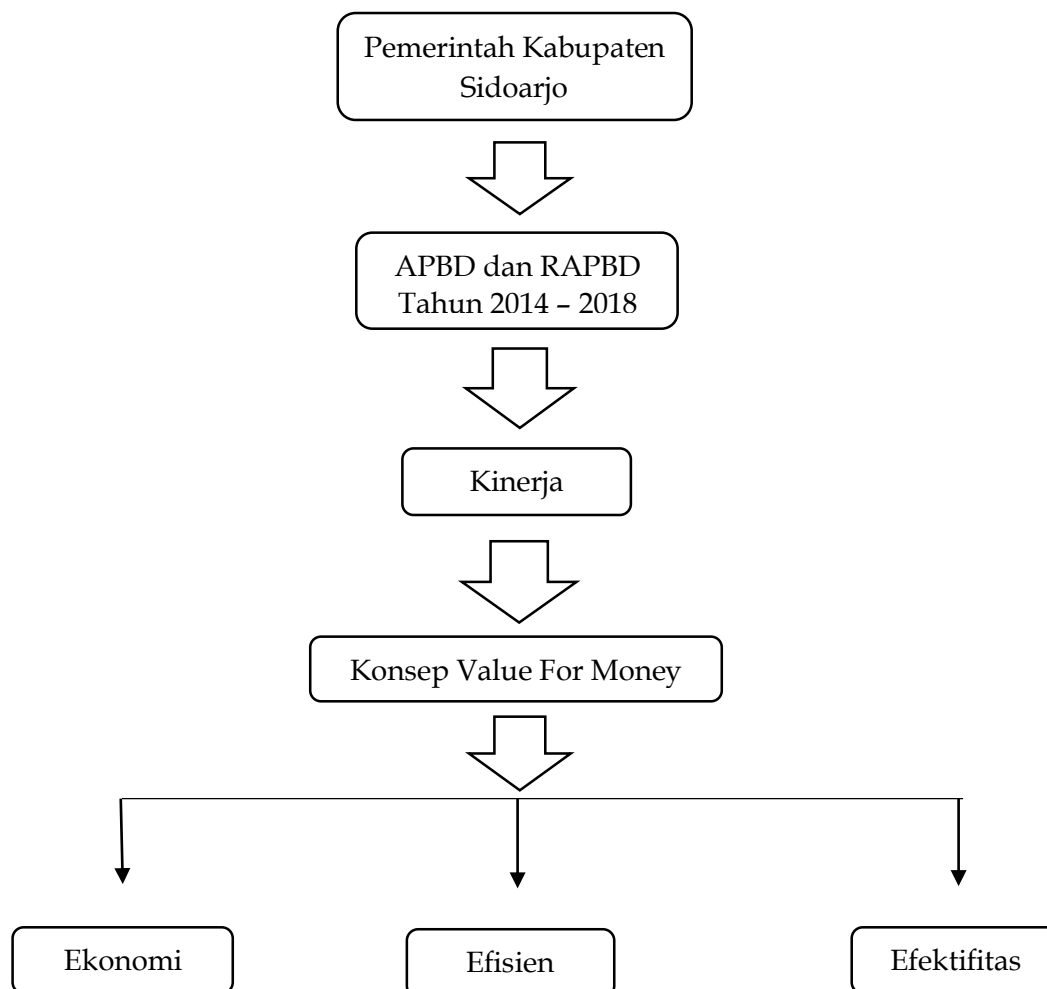 Pemerintah Kabupaten
Sidoarjo
APBD dan RAPBD
Tahun 2014 – 2018
Kinerja
Konsep Value For Money
Ekonomi
Efisien
Efektifitas